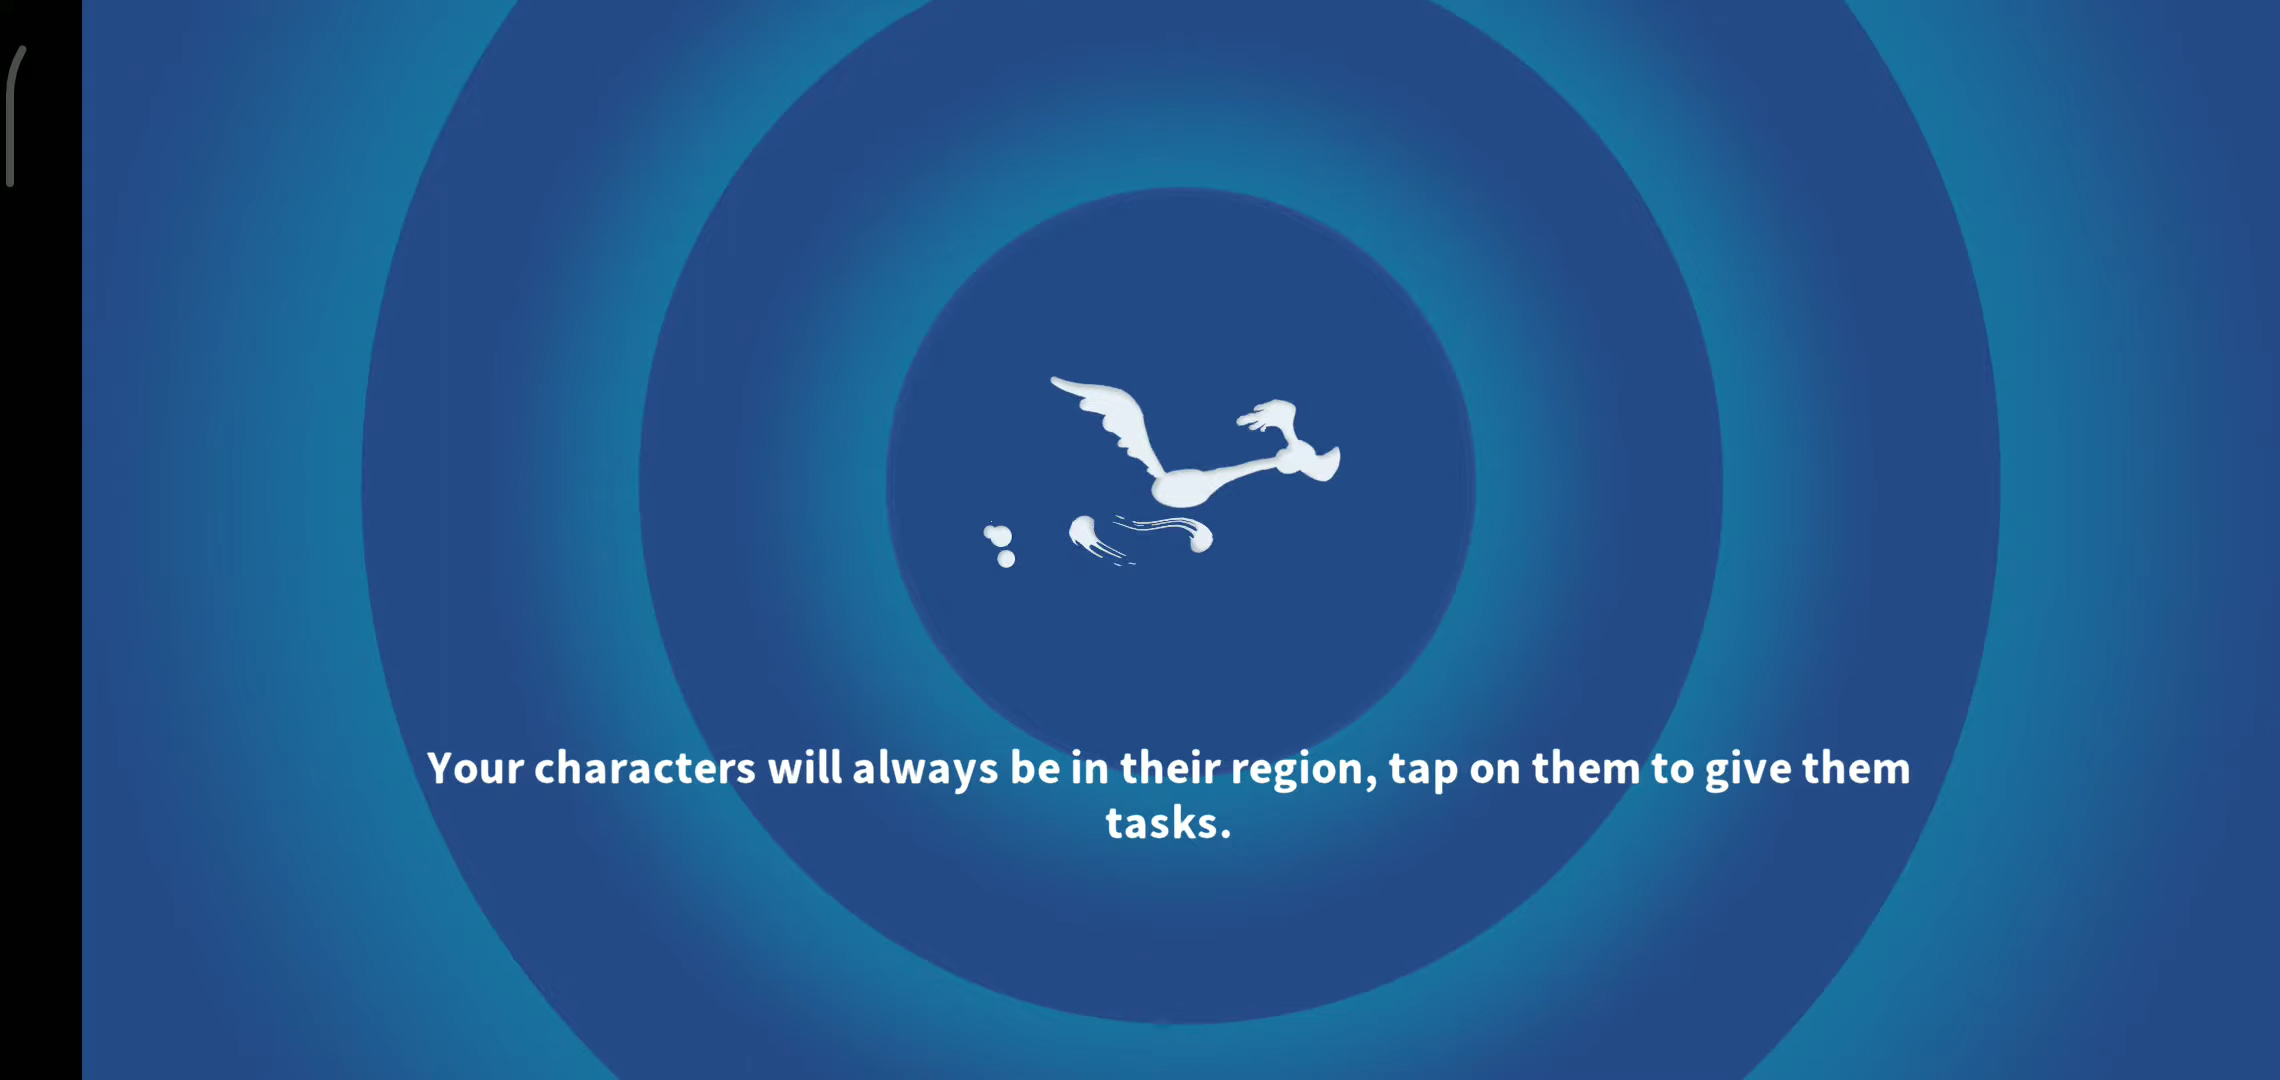 Your characters will always be in their region, tap on them to give them
tasks.